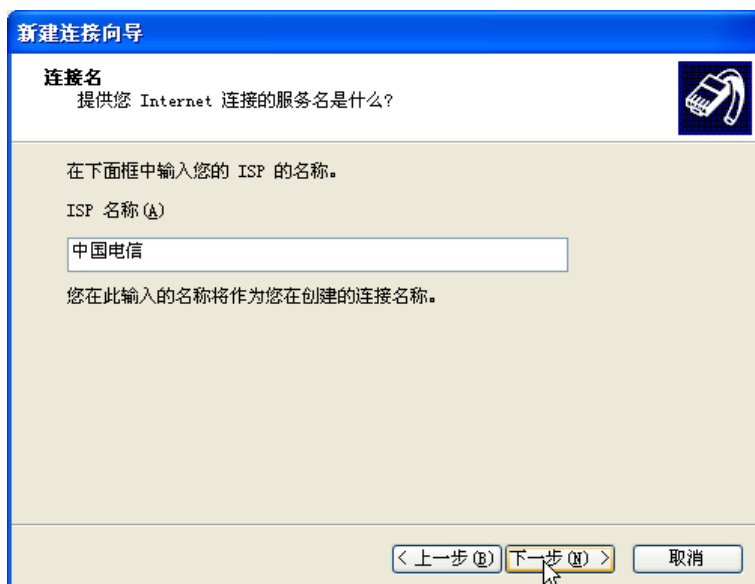 新建连接向导
连接名
提供您 Internet 连接的服务名是什么?
在下面框中输入您的 ISP 的名称。
ISP 名称(A)
中国电信
您在此输入的名称将作为您在创建的连接名称。
< 上一步(B) 下一步(N) > 取消